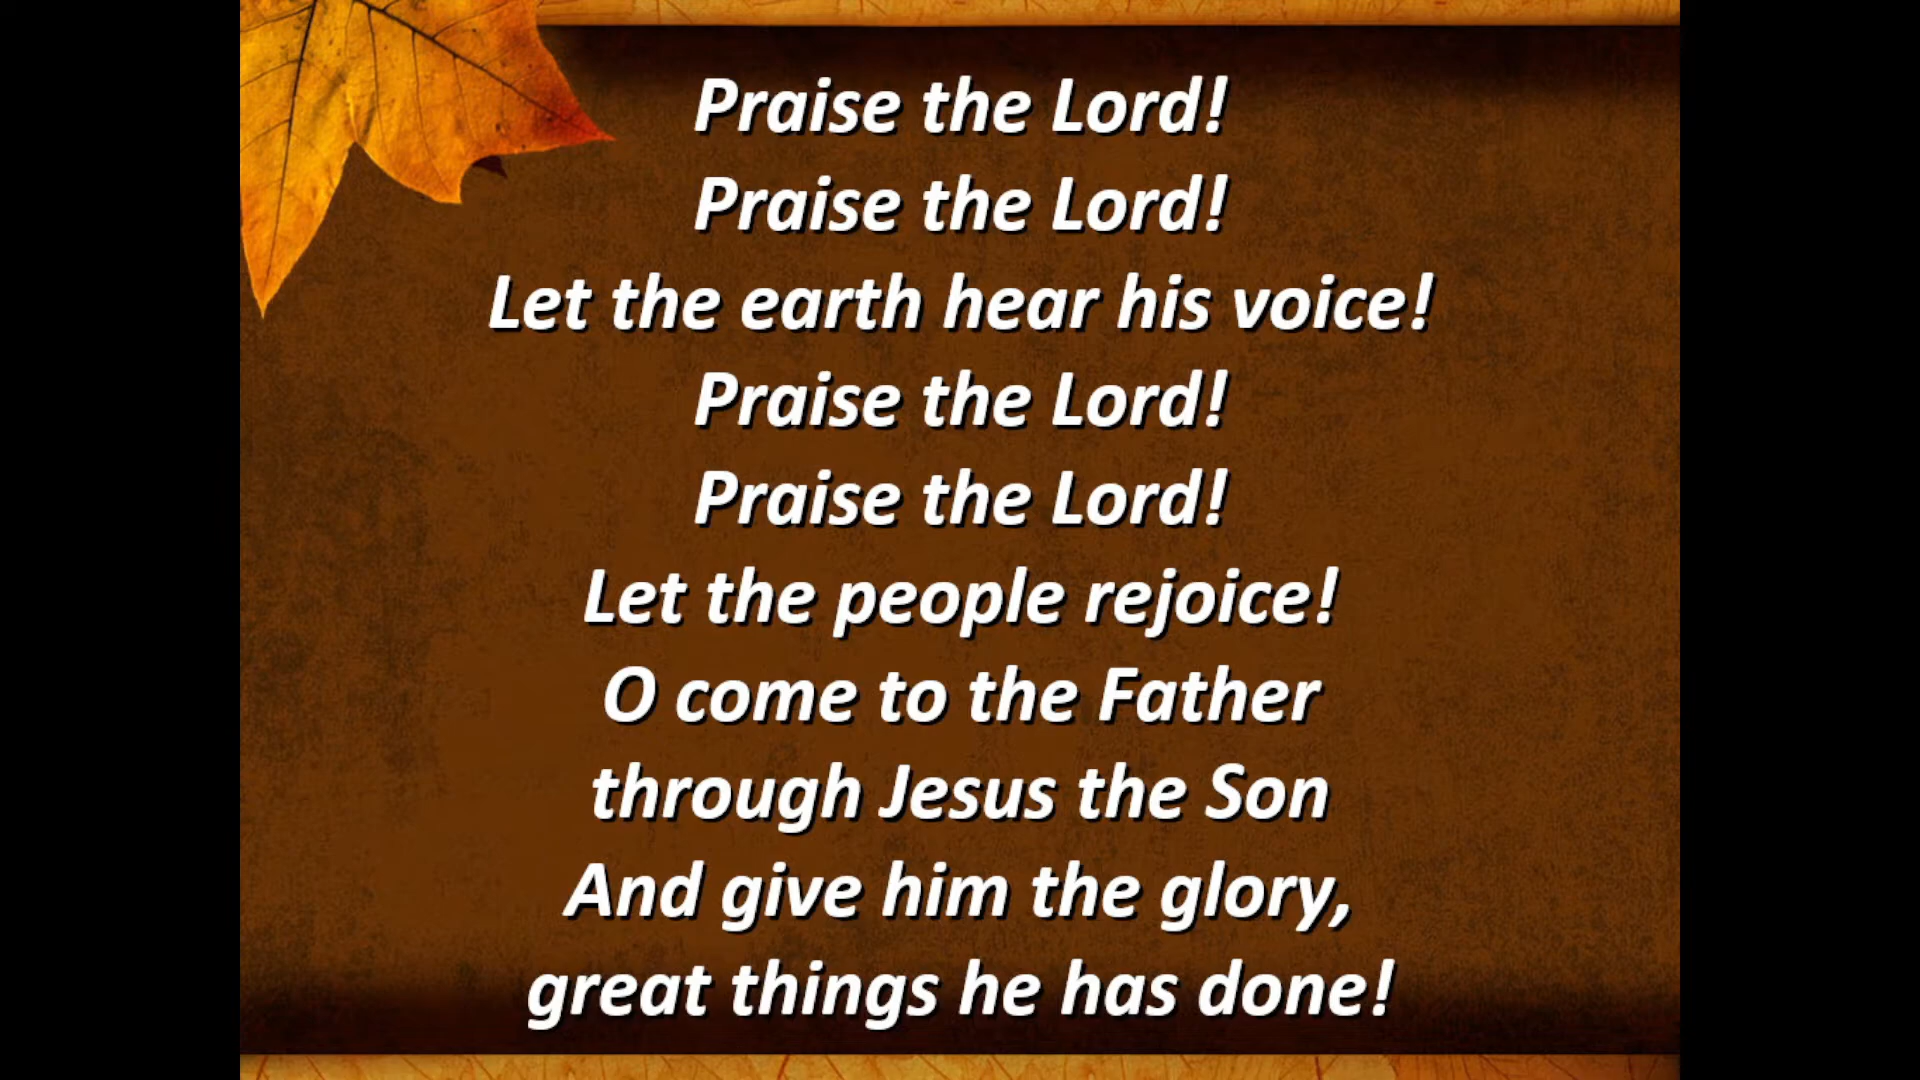 Praise the Lord!
Praise the Lord!
Let the earth hear his voice!
Praise the Lord!
Praise the Lord!
Let the people rejoice!
O come to the Father
through Jesus the Son
And give him the glory,
great things he has done!